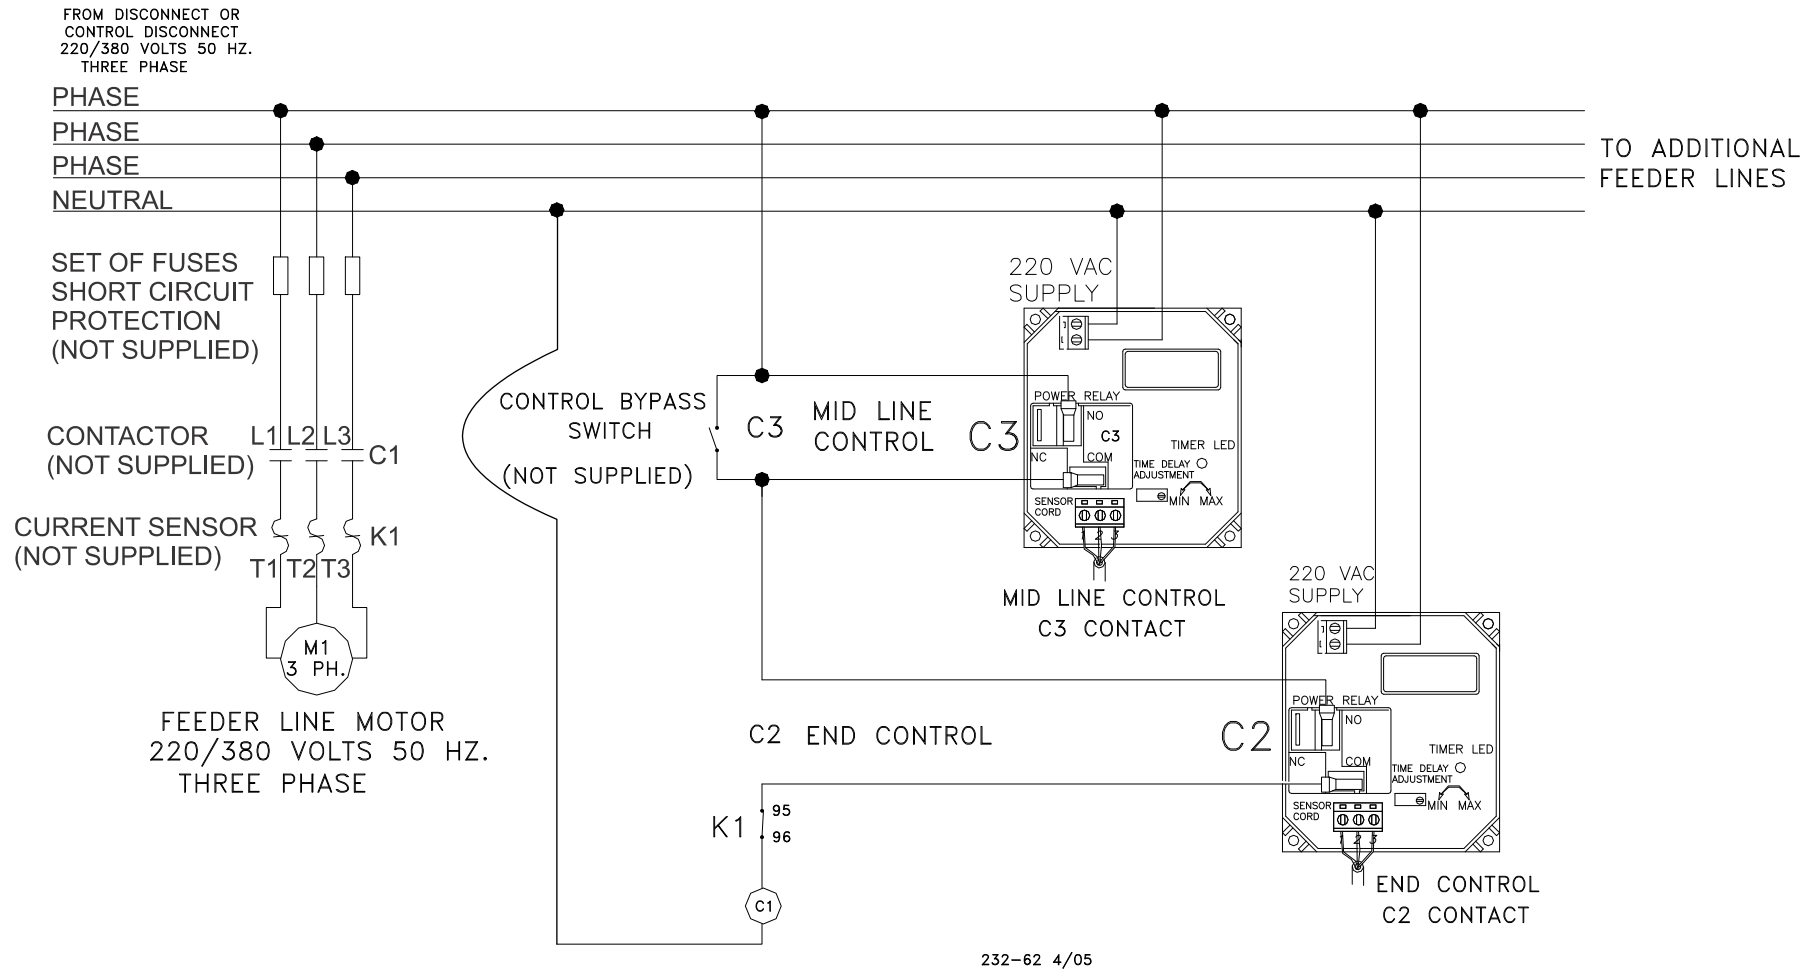 FROM DISCONNECT OR
CONTROL DISCONNECT
220/380 VOLTS 50 HZ.
THREE PHASE
PHASE
PHASE
PHASE
NEUTRAL
TO ADDITIONAL
FEEDER LINES
SET OF FUSES
SHORT CIRCUIT
PROTECTION
(NOT SUPPLIED)
CONTACTOR
(NOT SUPPLIED)
L1 L2 L3
C1
CURRENT SENSOR
(NOT SUPPLIED)
K1
T1 T2 T3
M1
3 PH.
FEEDER LINE MOTOR
220/380 VOLTS 50 HZ.
THREE PHASE
CONTROL BYPASS
SWITCH
(NOT SUPPLIED)
C3
MID LINE
CONTROL
C3
220 VAC
SUPPLY
POWER RELAY
NO
C3
NC
COM
TIMER LED
TIME DELAY
ADJUSTMENT
MIN MAX
SENSOR
CORD
1 2 3
MID LINE CONTROL
C3 CONTACT
C2 END CONTROL
C2
220 VAC
SUPPLY
POWER RELAY
NO
NC
COM
TIMER LED
TIME DELAY
ADJUSTMENT
MIN MAX
SENSOR
CORD
1 2 3
END CONTROL
C2 CONTACT
K1
95
96
C1
232-62 4/05